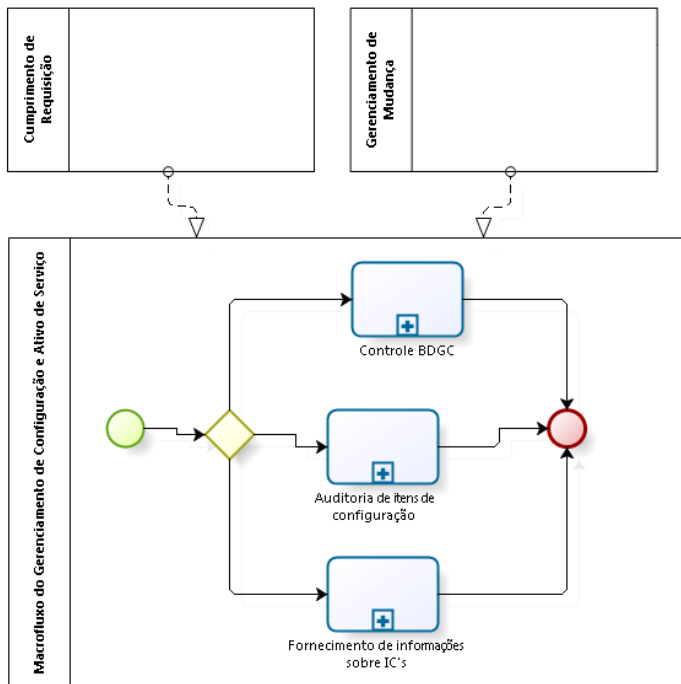 Cumprimento de
Requisição
Gerenciamento de
Mudança
Macrofluxo do Gerenciamento de Configuração e Ativo de Serviço
Controle BDGC
Auditoria de itens de
configuração
Fornecimento de informações
sobre IC's